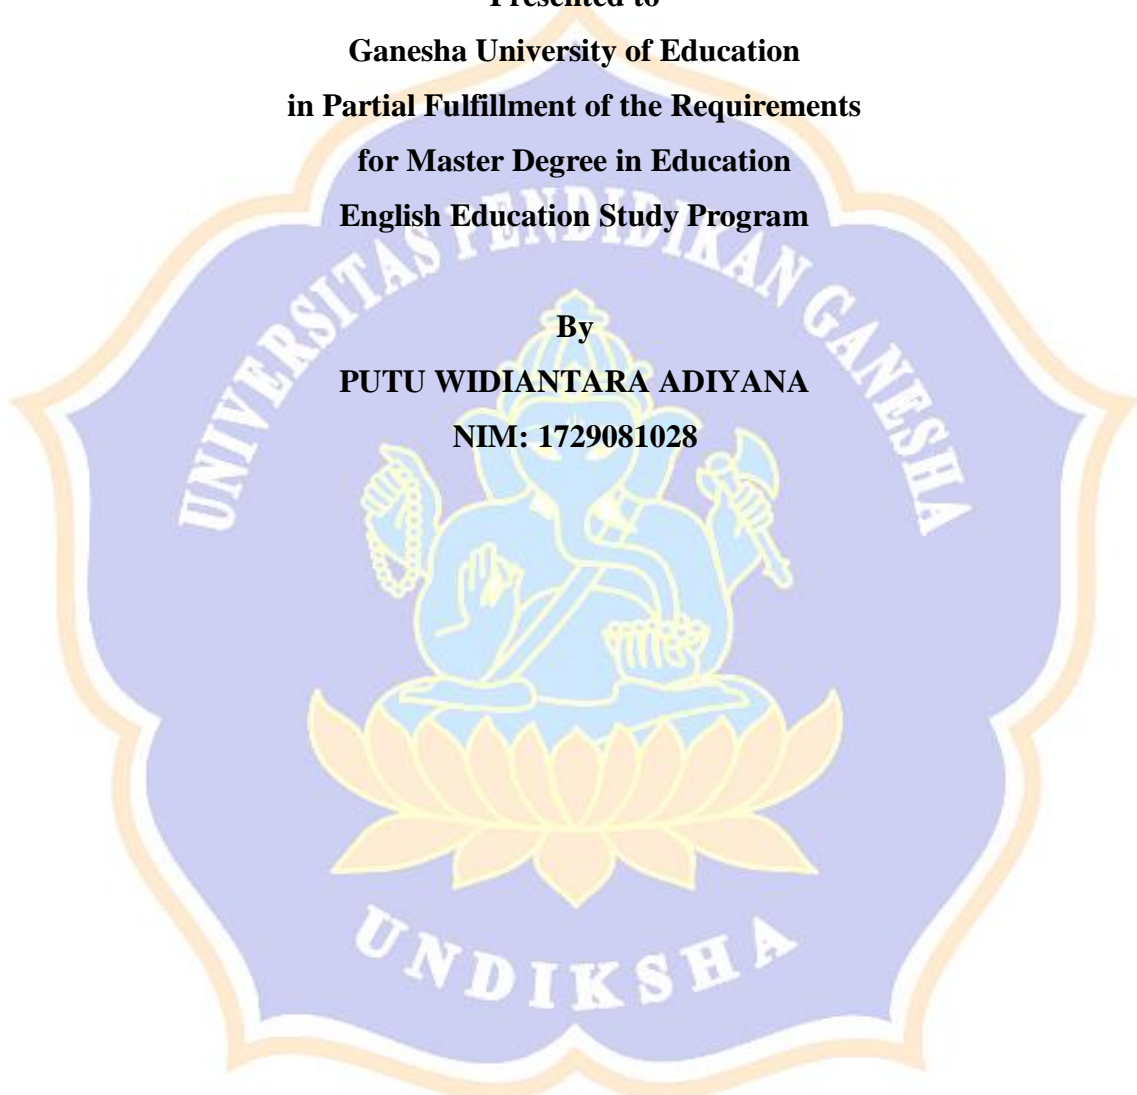 Presented to
Ganesha University of Education
in Partial Fulfillment of the Requirements
for Master Degree in Education
English Education Study Program
UNIVERSITAS PENDIDIKAN GANESHA
By
PUTU WIDIANTARA ADIYANA
NIM: 1729081028
UNDIKSHA